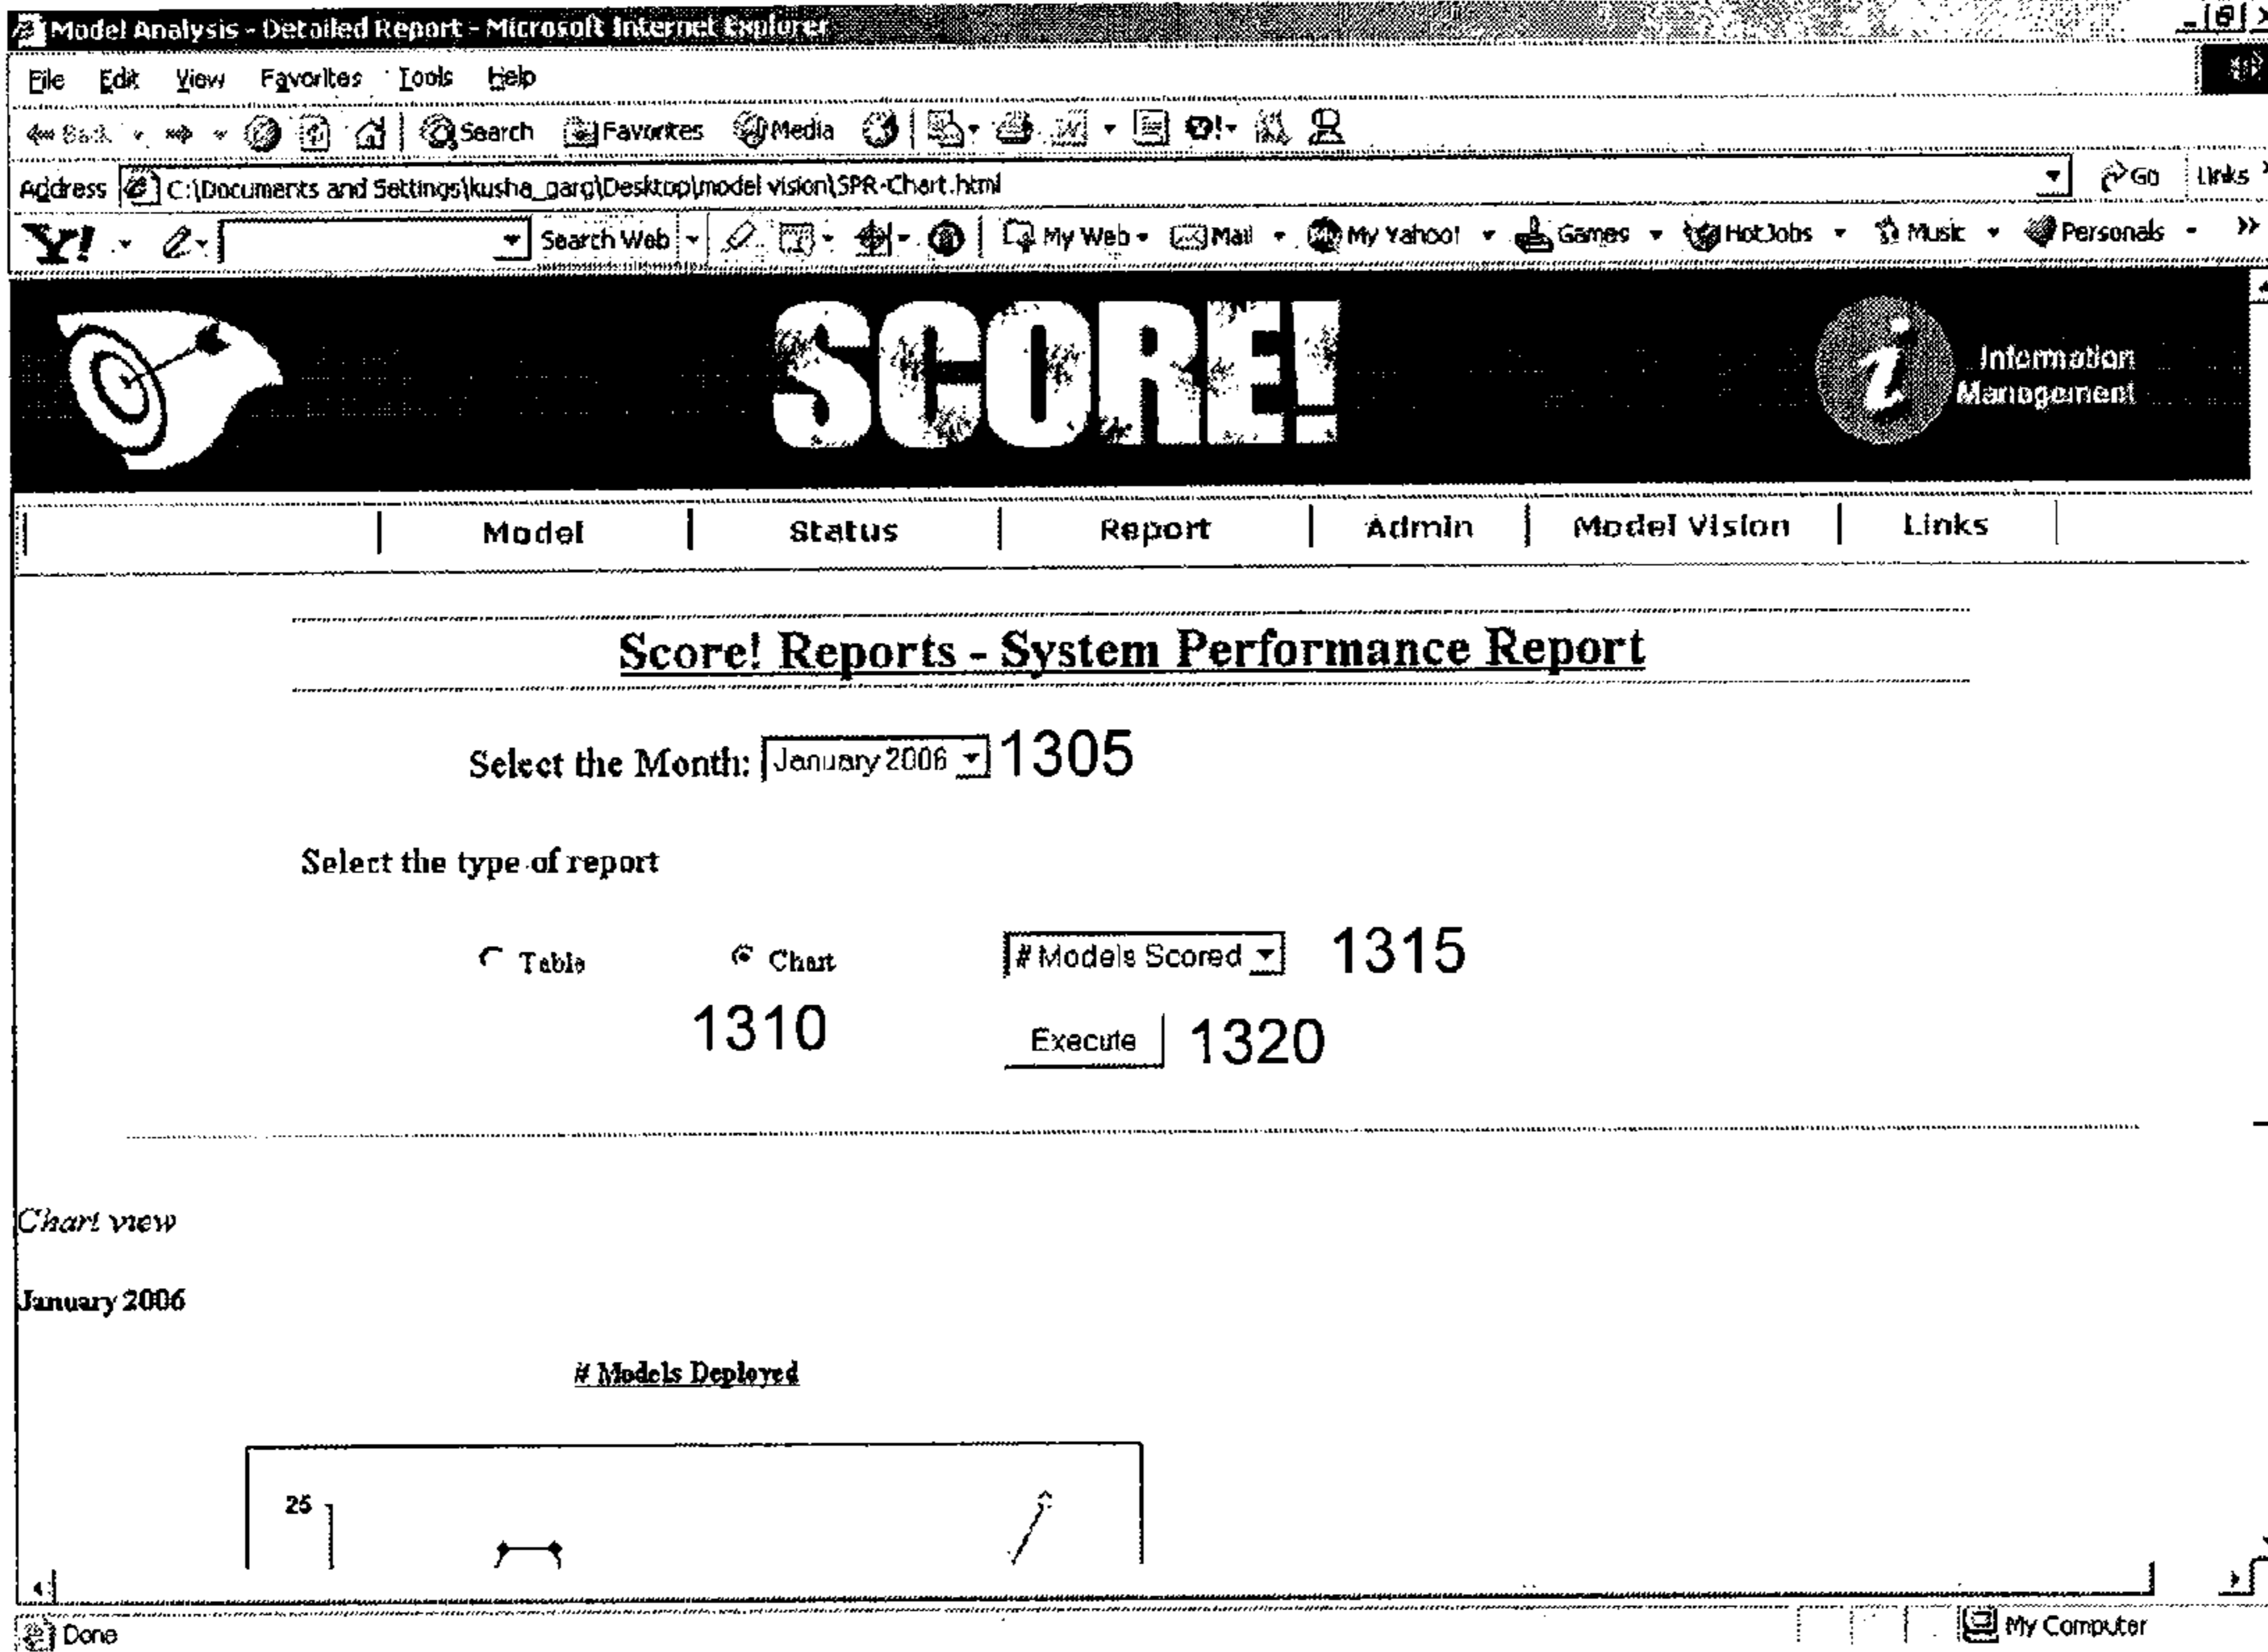 Model Analysis - Detailed Report - Microsoft Internet Explorer
File Edit View Favorites Tools Help
Back Search Favorites Media
Address C:\Documents and Settings\kusha_garg\Desktop\model vision\SPR-Chart.html Go Links
Y! Search Web My Web Mail My Yahoo! Games HotJobs Music Personals »
SCORE!
i Information
Management
Model Status Report Admin Model Vision Links
Score! Reports - System Performance Report
Select the Month: January 2006 1305
Select the type of report
Table Chart # Models Scored 1315
1310 Execute 1320
Chart view
January 2006
# Models Deployed
25
Done My Computer